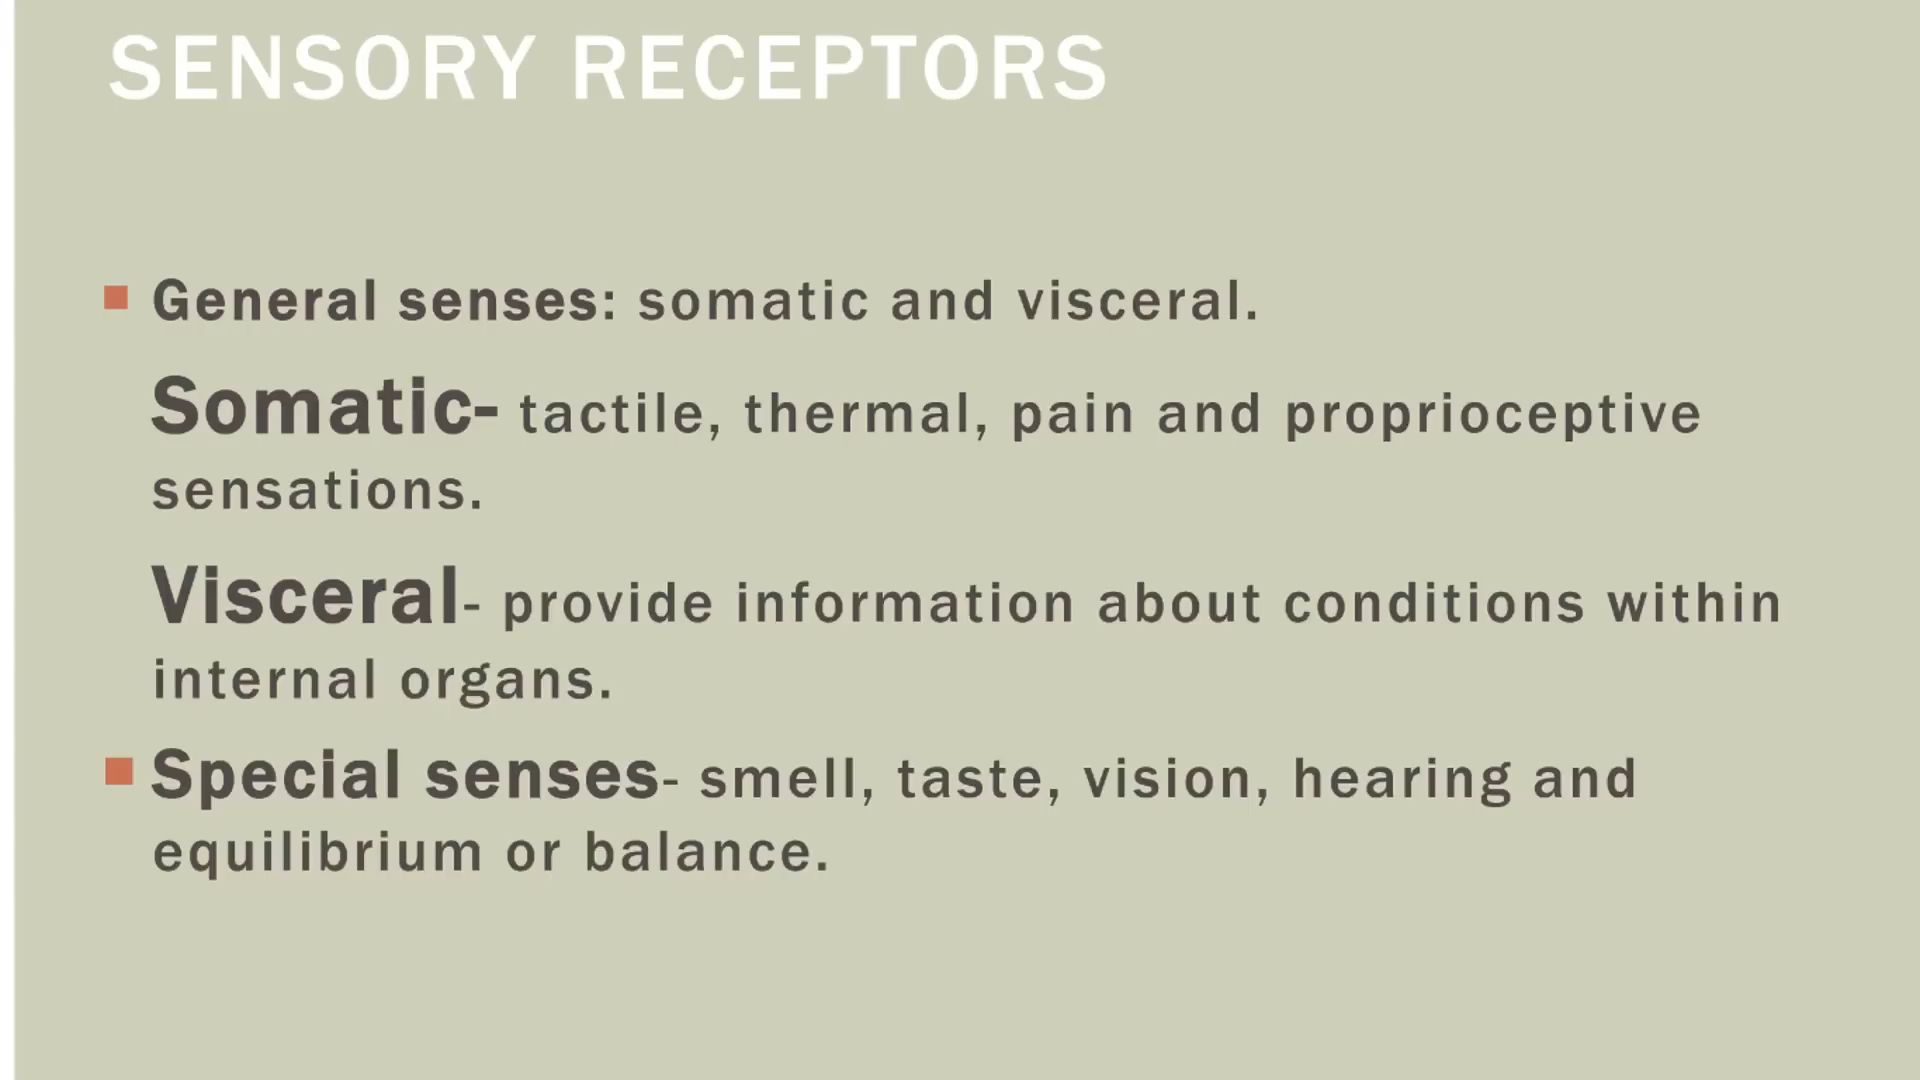 SENSORY RECEPTORS
General senses: somatic and visceral.
Somatic- tactile, thermal, pain and proprioceptive
sensations.
Visceral- provide information about conditions within
internal organs.
Special senses- smell, taste, vision, hearing and
equilibrium or balance.